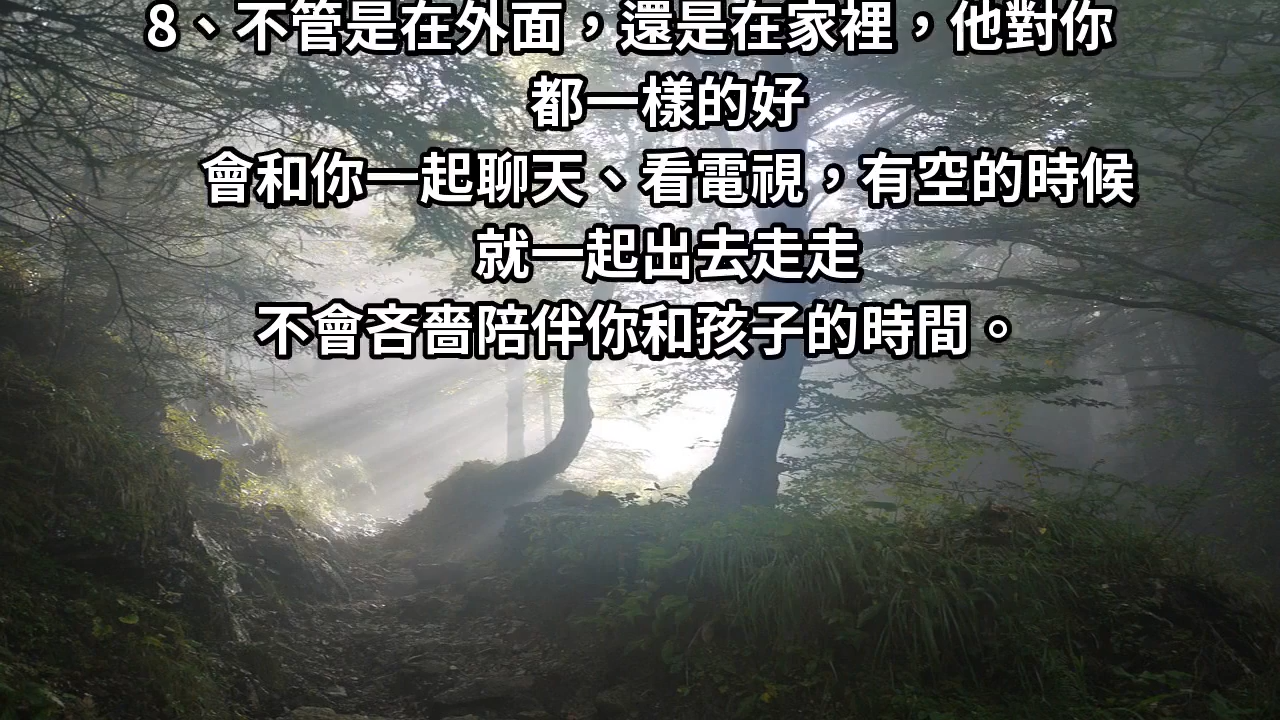 8、不管是在外面，還是在家裡，他對你
都一樣的好
會和你一起聊天、看電視，有空的時候
就一起出去走走
不會吝嗇陪伴你和孩子的時間。